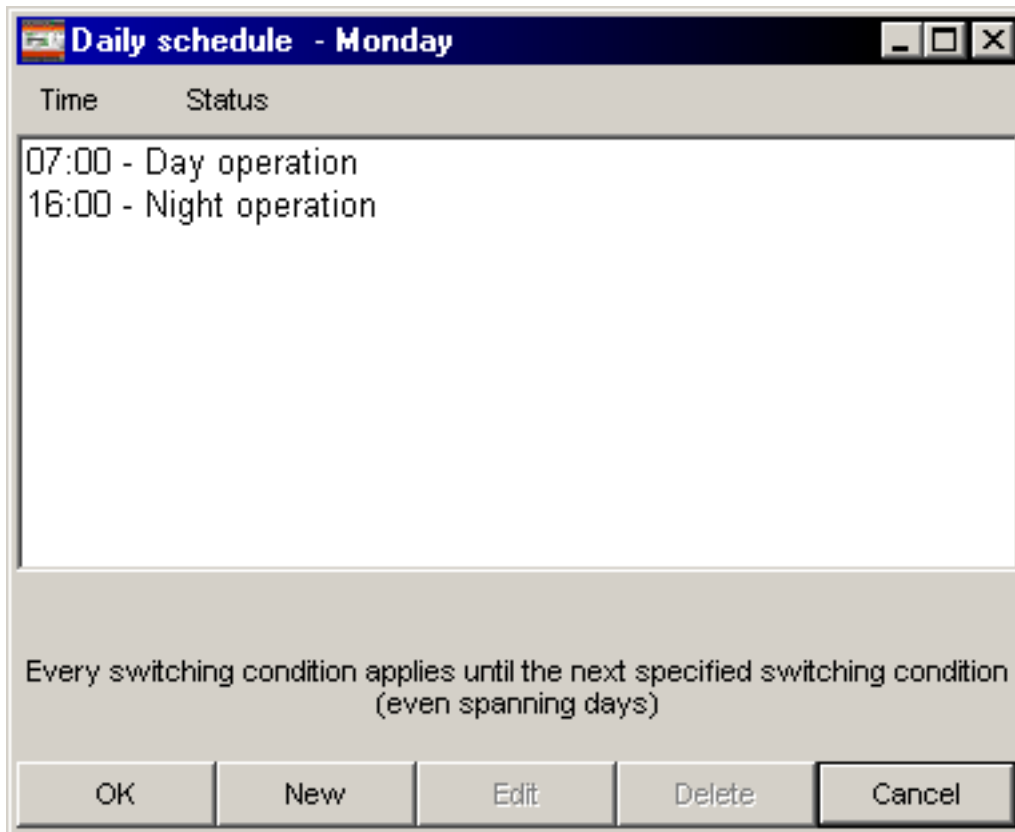 Daily schedule - Monday
Time Status
07:00 - Day operation
16:00 - Night operation
Every switching condition applies until the next specified switching condition
(even spanning days)
OK New Edit Delete Cancel